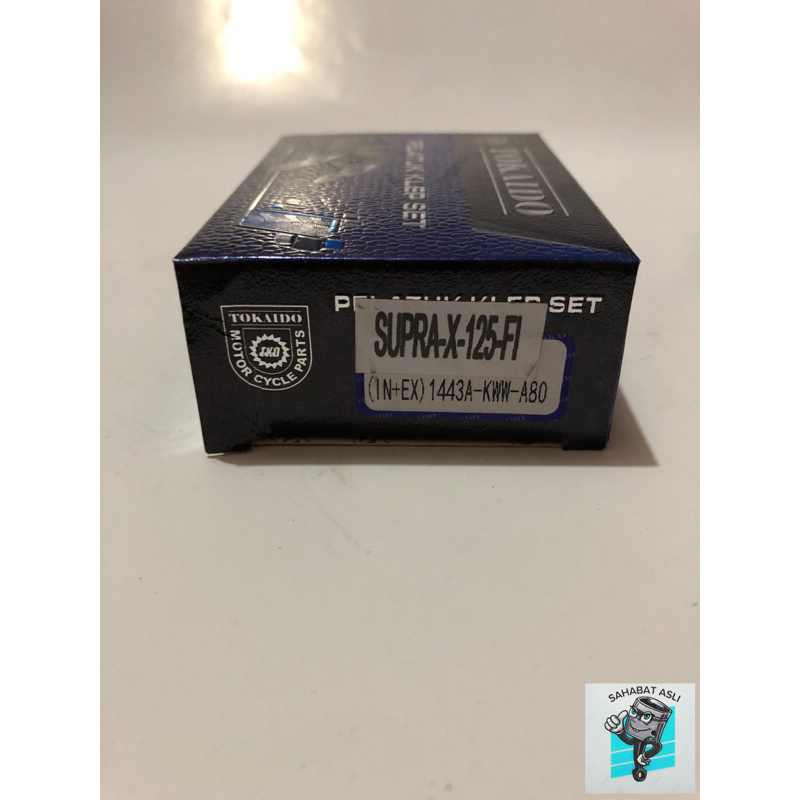 TOKAIDO
PELATUK KLEP SET
PELATUK KLEP SET
TOKAIDO
MOTOR CYCLE PARTS
TKD
SUPRA-X-125-FI
(IN+EX) 1443A-KWW-A80
SAHABAT ASLI